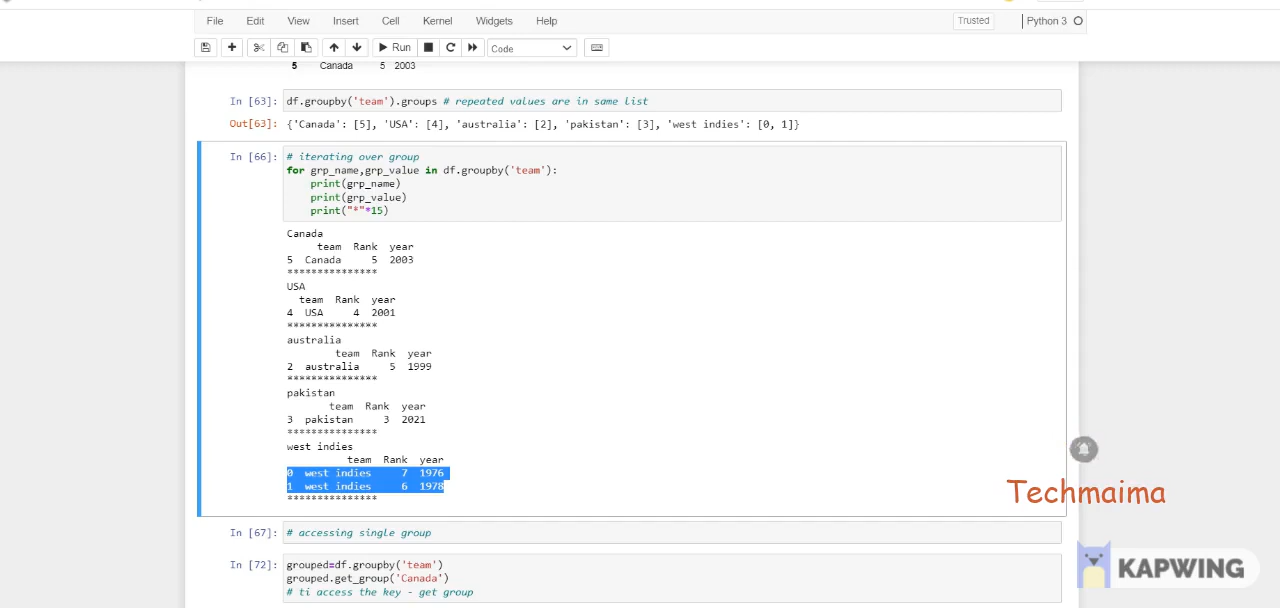 File Edit View Insert Cell Kernel Widgets Help Trusted Python 3
Run Code
5 Canada 5 2003
In [63]: df.groupby('team').groups # repeated values are in same list
Out[63]: {'Canada': [5], 'USA': [4], 'australia': [2], 'pakistan': [3], 'west indies': [0, 1]}
In [66]: # iterating over group
for grp_name,grp_value in df.groupby('team'):
print(grp_name)
print(grp_value)
print("*"*15)
Canada
team Rank year
5 Canada 5 2003
***************
USA
team Rank year
4 USA 4 2001
***************
australia
team Rank year
2 australia 5 1999
***************
pakistan
team Rank year
3 pakistan 3 2021
***************
west indies
team Rank year
0 west indies 7 1976
1 west indies 6 1978
***************
Techmaima
In [67]: # accessing single group
In [72]: grouped=df.groupby('team')
grouped.get_group('Canada')
# ti access the key - get group
KAPWING